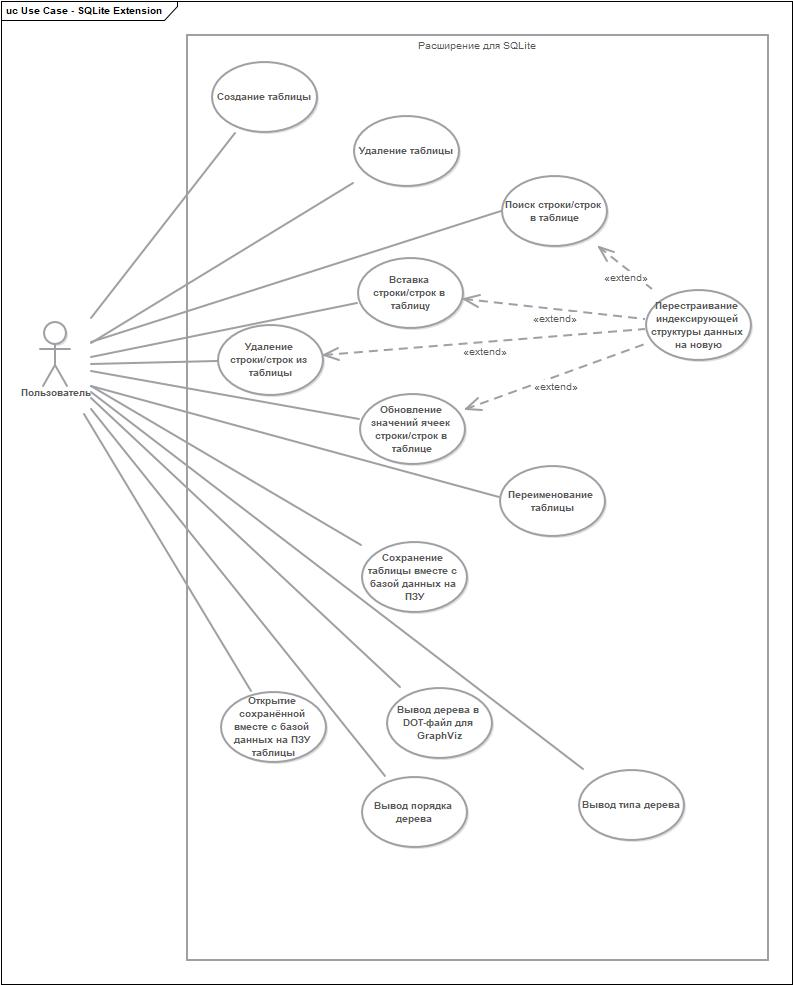 uc Use Case - SQLite Extension
Расширение для SQLite
Создание таблицы
Удаление таблицы
Поиск строки/строк
в таблице
«extend»
Вставка
строки/строк в
таблицу
Перестраивание
индексирующей
структуры данных
на новую
«extend»
Удаление
строки/строк из
таблицы
«extend»
Пользователь
«extend»
Обновление
значений ячеек
строки/строк в
таблице
Переименование
таблицы
Сохранение
таблицы вместе с
базой данных на
ПЗУ
Открытие
сохранённой
вместе с базой
данных на ПЗУ
таблицы
Вывод дерева в
DOT-файл для
GraphViz
Вывод порядка
дерева
Вывод типа дерева